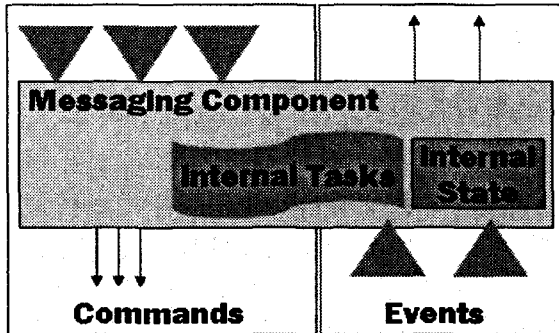 Messaging Component
Internal Tasks
Internal
State
Commands
Events